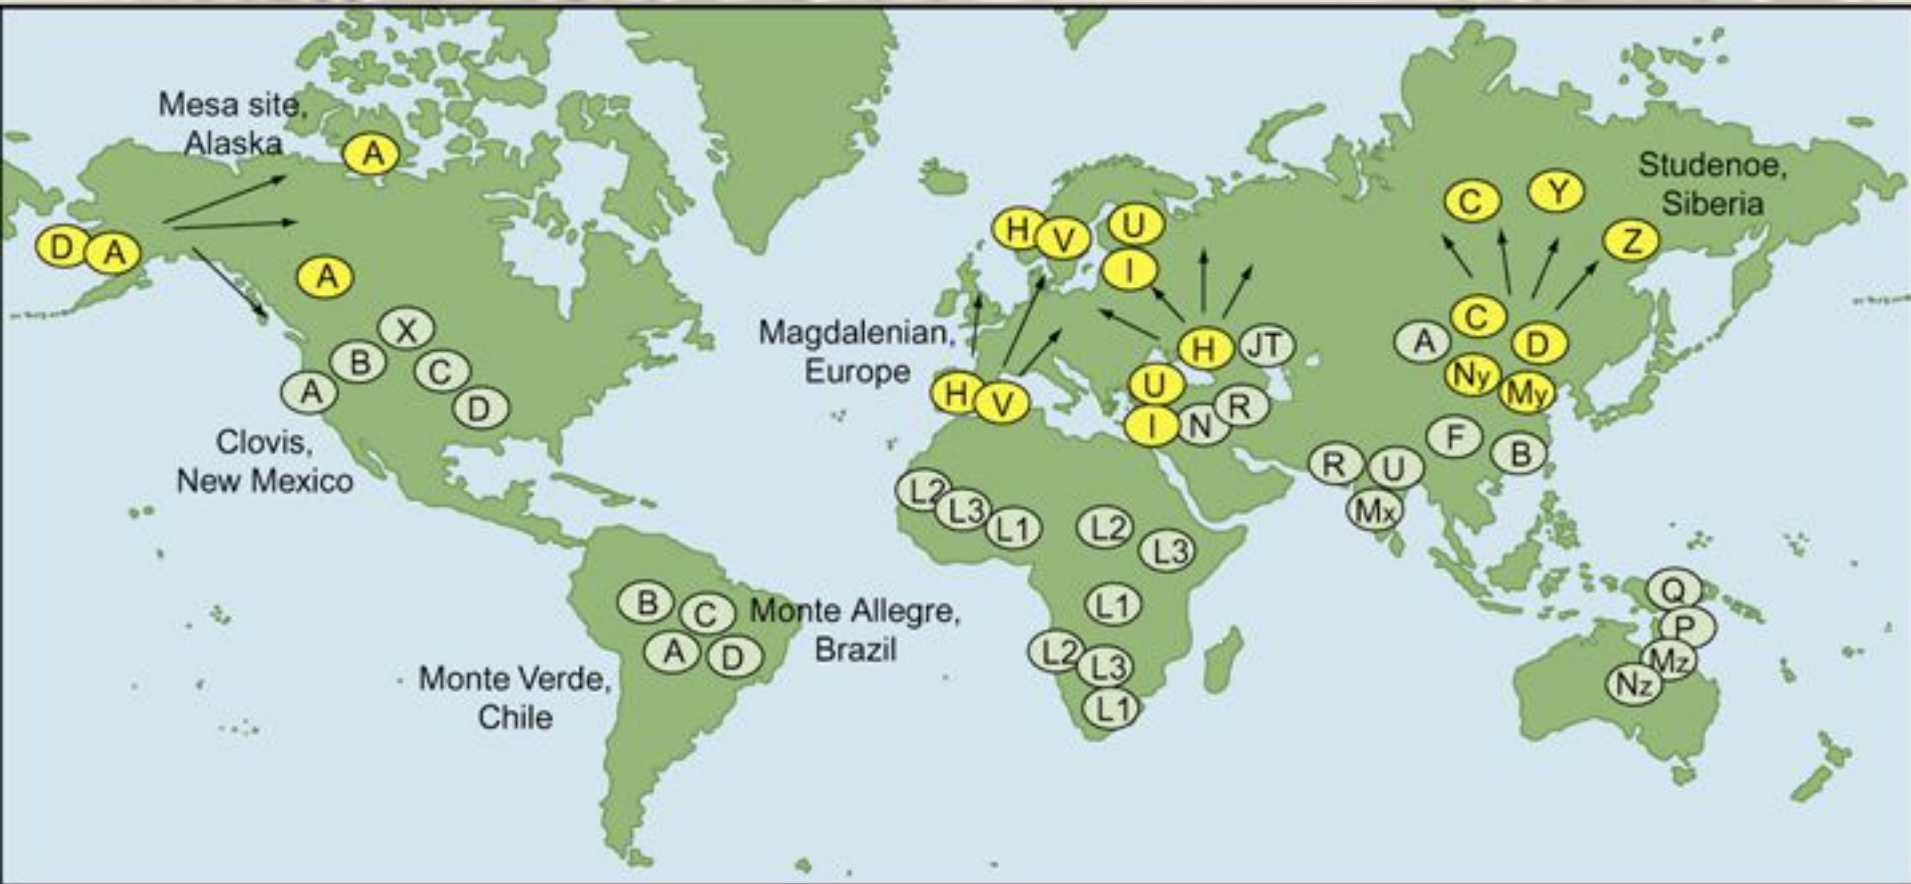 Mesa site,
Alaska
A
D A
A
X
B
C
A
D
Clovis,
New Mexico
B C
A D
Monte Allegre,
Brazil
Monte Verde,
Chile
Magdalenian,
Europe
H V
U
I
H V
H JT
U
I N R
L2
L3
L1
L2
L3
L1
L2
L3
L1
Studenoe,
Siberia
C Y
Z
C
A D
Ny My
F
B
R U
Mx
Q
P
Mz
Nz